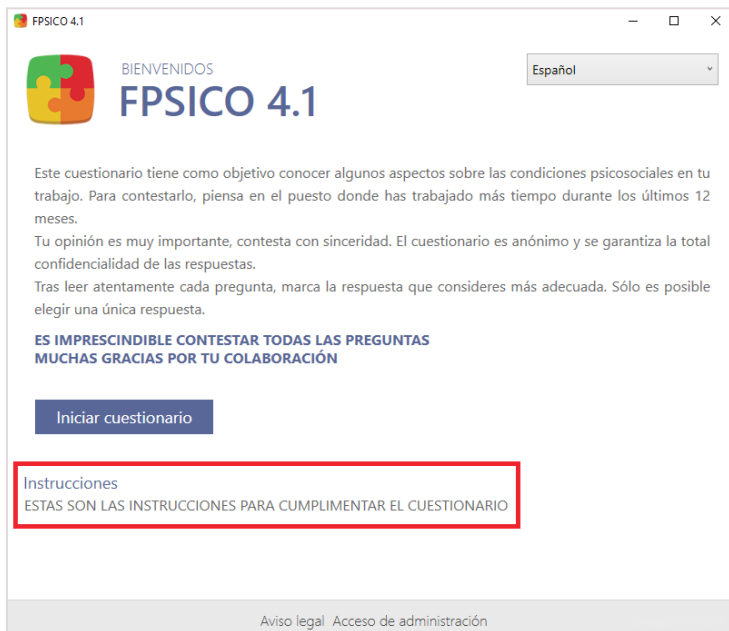 FPSICO 4.1
BIENVENIDOS
Español
FPSICO 4.1
Este cuestionario tiene como objetivo conocer algunos aspectos sobre las condiciones psicosociales en tu
trabajo. Para contestarlo, piensa en el puesto donde has trabajado más tiempo durante los últimos 12
meses.
Tu opinión es muy importante, contesta con sinceridad. El cuestionario es anónimo y se garantiza la total
confidencialidad de las respuestas.
Tras leer atentamente cada pregunta, marca la respuesta que consideres más adecuada. Sólo es posible
elegir una única respuesta.
ES IMPRESCINDIBLE CONTESTAR TODAS LAS PREGUNTAS
MUCHAS GRACIAS POR TU COLABORACIÓN
Iniciar cuestionario
Instrucciones
ESTAS SON LAS INSTRUCCIONES PARA CUMPLIMENTAR EL CUESTIONARIO
Aviso legal Acceso de administración